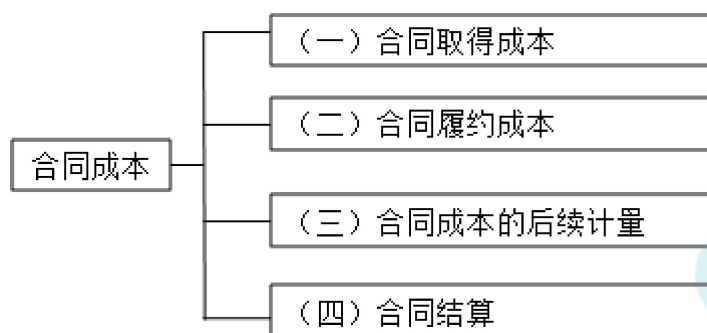 （一）合同取得成本
（二）合同履约成本
合同成本
（三）合同成本的后续计量
（四）合同结算